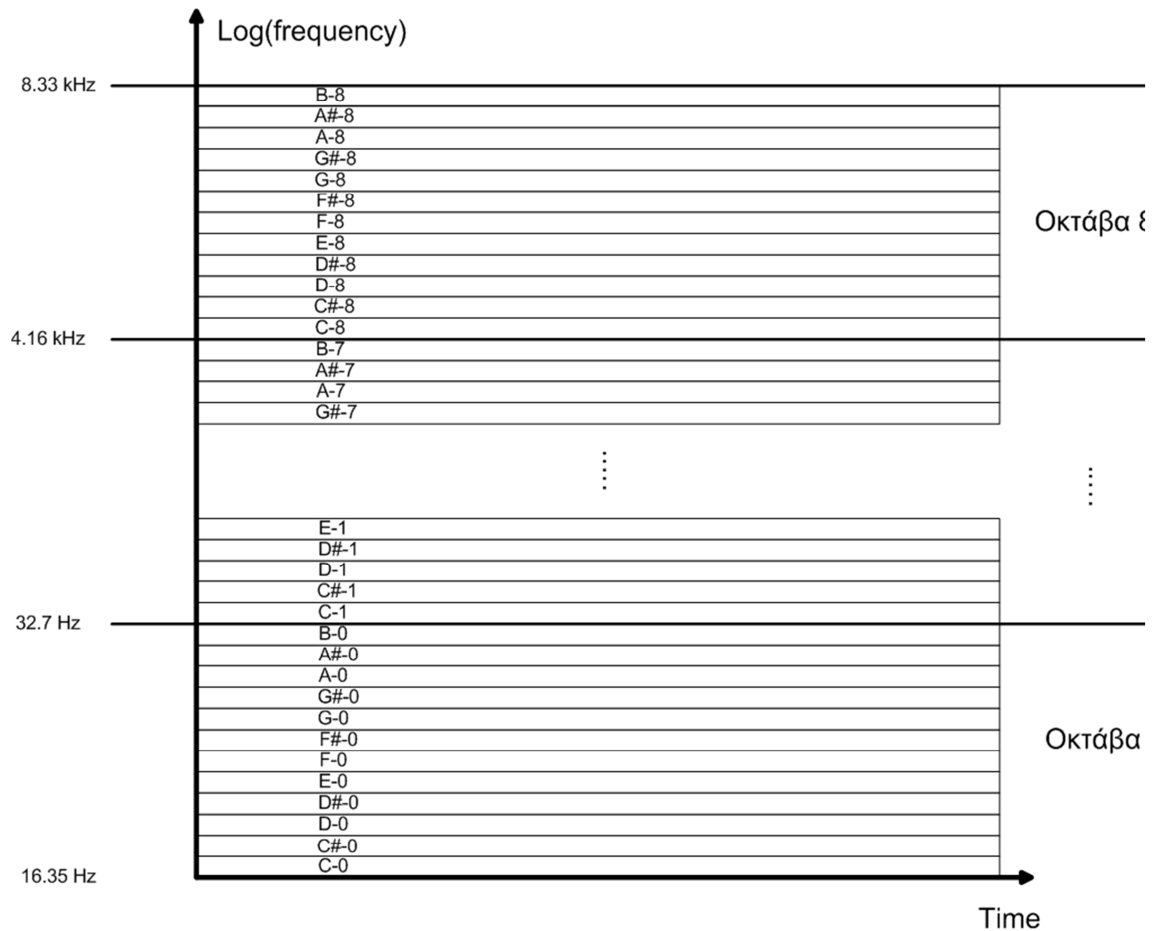 Log(frequency)
8.33 kHz
B-8
A#-8
A-8
G#-8
G-8
F#-8
F-8
Οκτάβα
E-8
D#-8
D-8
C#-8
C-8
4.16 kHz
B-7
A#-7
A-7
G#-7
E-1
D#-1
D-1
C#-1
C-1
32.7 Hz
B-0
A#-0
A-0
G#-0
G-0
F#-0
Οκτάβα
F-0
E-0
D#-0
D-0
C#-0
C-0
16.35 Hz
Time